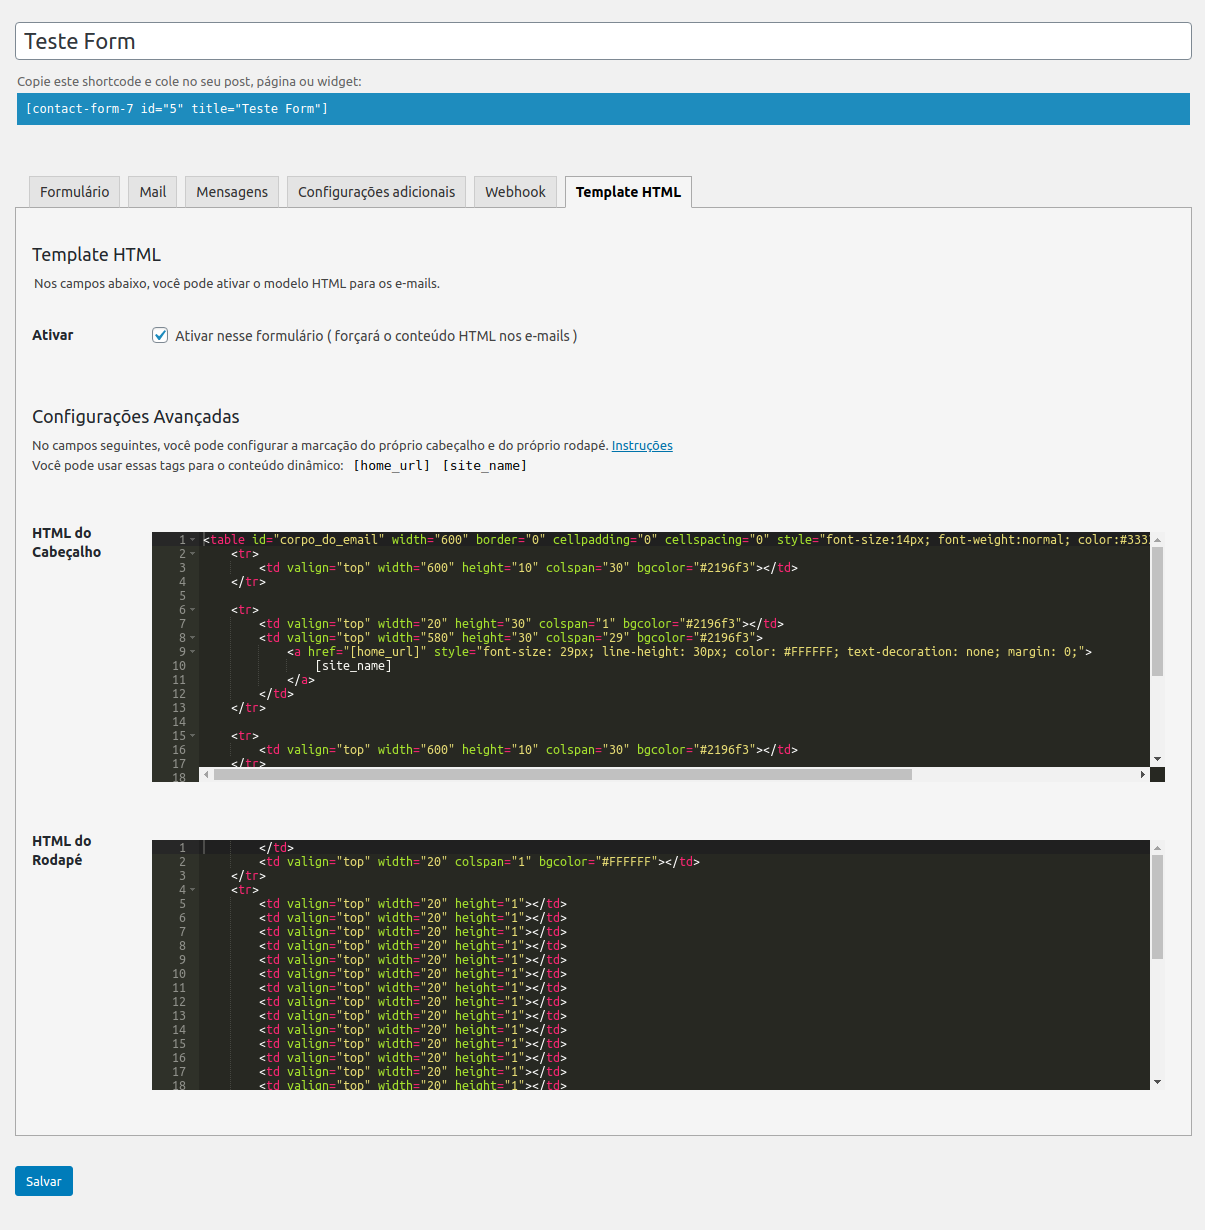 Teste Form
Copie este shortcode e cole no seu post, página ou widget:
[contact-form-7 id="5" title="Teste Form"]
Formulário
Mail
Mensagens
Configurações adicionais
Webhook
Template HTML
Template HTML
Nos campos abaixo, você pode ativar o modelo HTML para os e-mails.
Ativar
Ativar nesse formulário ( forçará o conteúdo HTML nos e-mails )
Configurações Avançadas
No campos seguintes, você pode configurar a marcação do próprio cabeçalho e do próprio rodapé. Instruções
Você pode usar essas tags para o conteúdo dinâmico: [home_url] [site_name]
HTML do
Cabeçalho
1 <table id="corpo_do_email" width="600" border="0" cellpadding="0" cellspacing="0" style="font-size:14px; font-weight:normal; color:#333
2 <tr>
3 <td valign="top" width="600" height="10" colspan="30" bgcolor="#2196f3"></td>
4 </tr>
5
6 <tr>
7 <td valign="top" width="20" height="30" colspan="1" bgcolor="#2196f3"></td>
8 <td valign="top" width="580" height="30" colspan="29" bgcolor="#2196f3">
9 <a href="[home_url]" style="font-size: 29px; line-height: 30px; color: #FFFFFF; text-decoration: none; margin: 0;">
10 [site_name]
11 </a>
12 </td>
13 </tr>
14
15 <tr>
16 <td valign="top" width="600" height="10" colspan="30" bgcolor="#2196f3"></td>
17 </tr>
18
HTML do
Rodapé
1 </td>
2 <td valign="top" width="20" colspan="1" bgcolor="#FFFFFF"></td>
3 </tr>
4 <tr>
5 <td valign="top" width="20" height="1"></td>
6 <td valign="top" width="20" height="1"></td>
7 <td valign="top" width="20" height="1"></td>
8 <td valign="top" width="20" height="1"></td>
9 <td valign="top" width="20" height="1"></td>
10 <td valign="top" width="20" height="1"></td>
11 <td valign="top" width="20" height="1"></td>
12 <td valign="top" width="20" height="1"></td>
13 <td valign="top" width="20" height="1"></td>
14 <td valign="top" width="20" height="1"></td>
15 <td valign="top" width="20" height="1"></td>
16 <td valign="top" width="20" height="1"></td>
17 <td valign="top" width="20" height="1"></td>
18 <td valign="top" width="20" height="1"></td>
Salvar